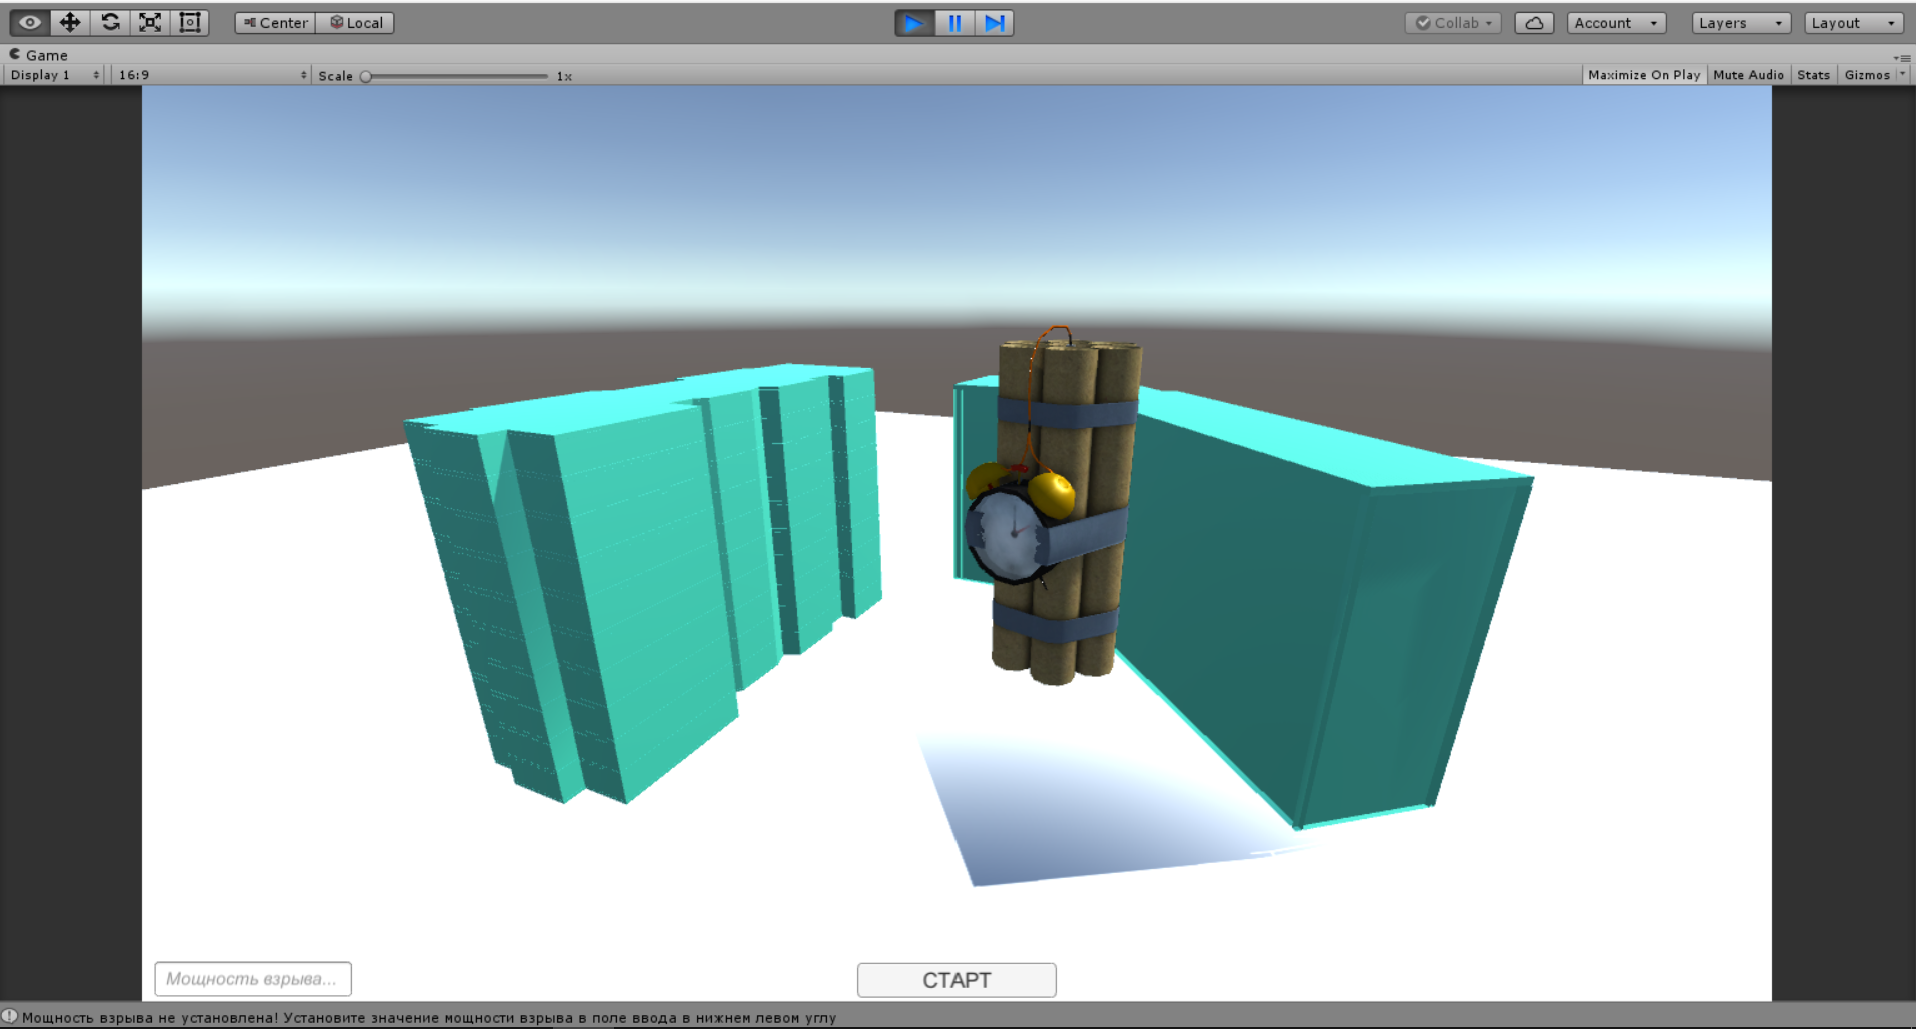 Center Local Collab Account Layers Layout
Game
Display 1 16:9 Scale 1x Maximize On Play Mute Audio Stats Gizmos
Мощность взрыва... СТАРТ
Мощность взрыва не установлена! Установите значение мощности взрыва в поле ввода в нижнем левом углу